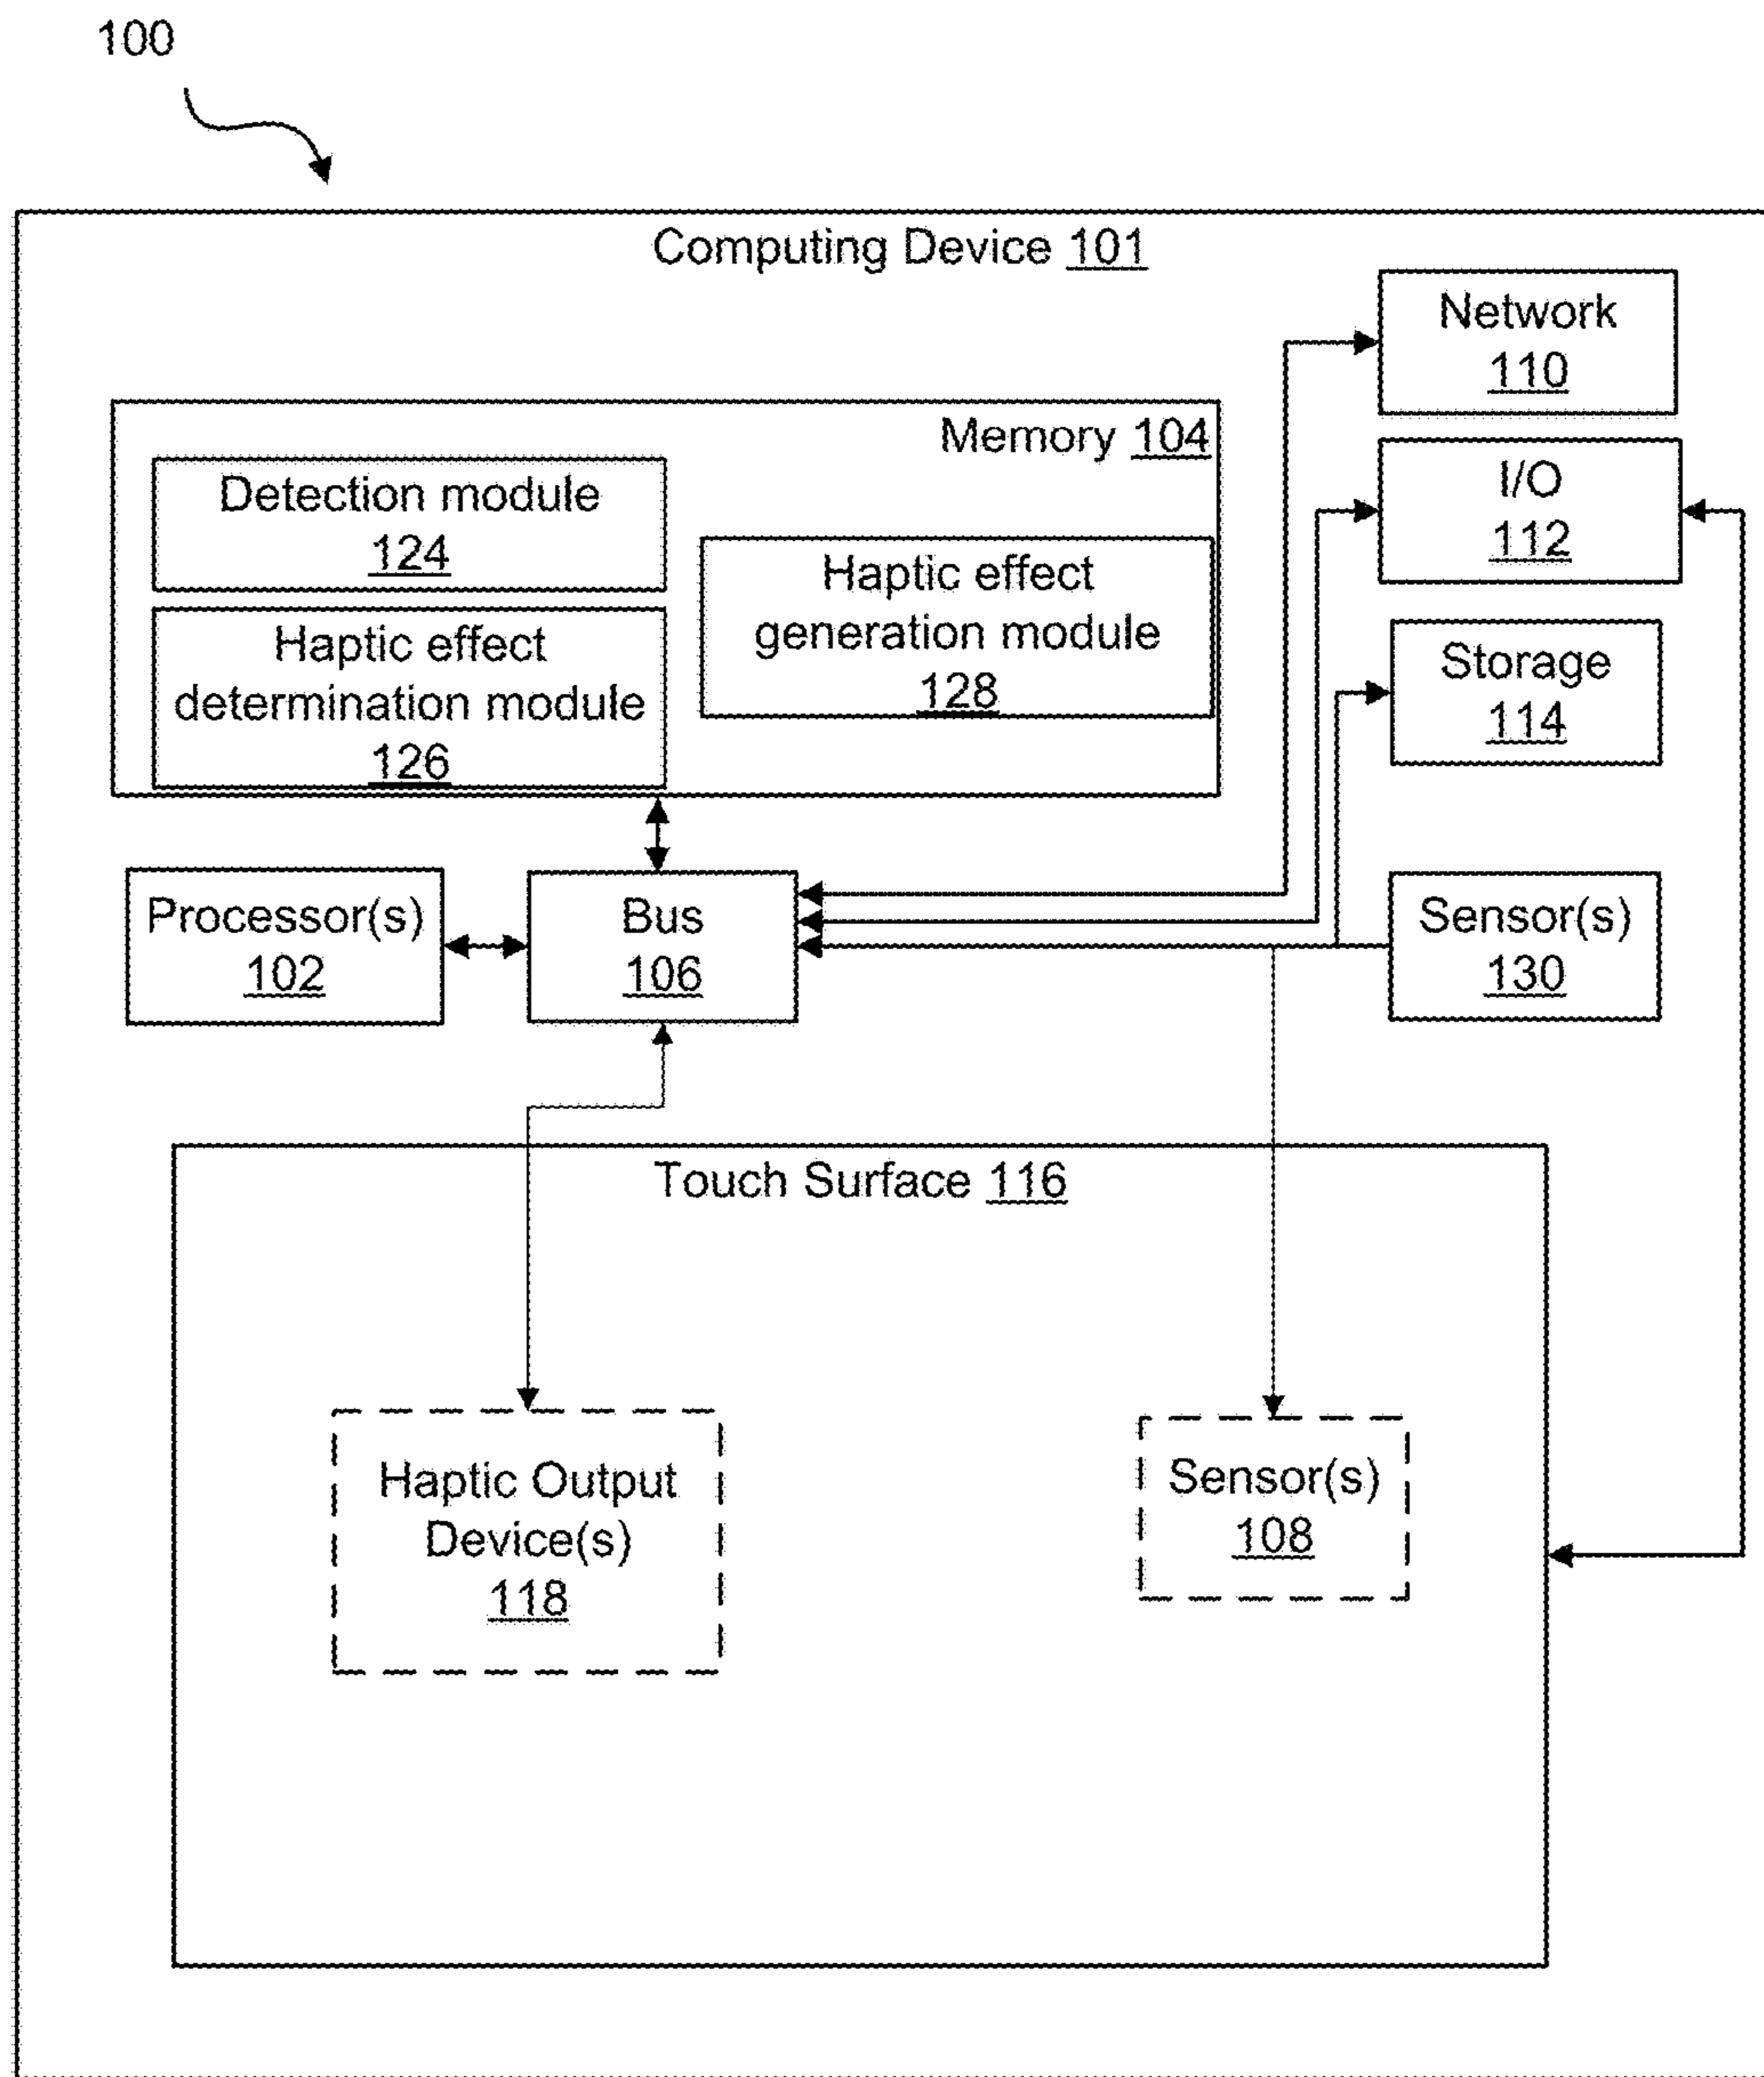 100
Computing Device 101
Network
110
Memory 104
I/O
112
Detection module
124
Haptic effect
generation module
128
Haptic effect
determination module
126
Storage
114
Processor(s)
102
Bus
106
Sensor(s)
130
Touch Surface 116
Haptic Output
Device(s)
118
Sensor(s)
108